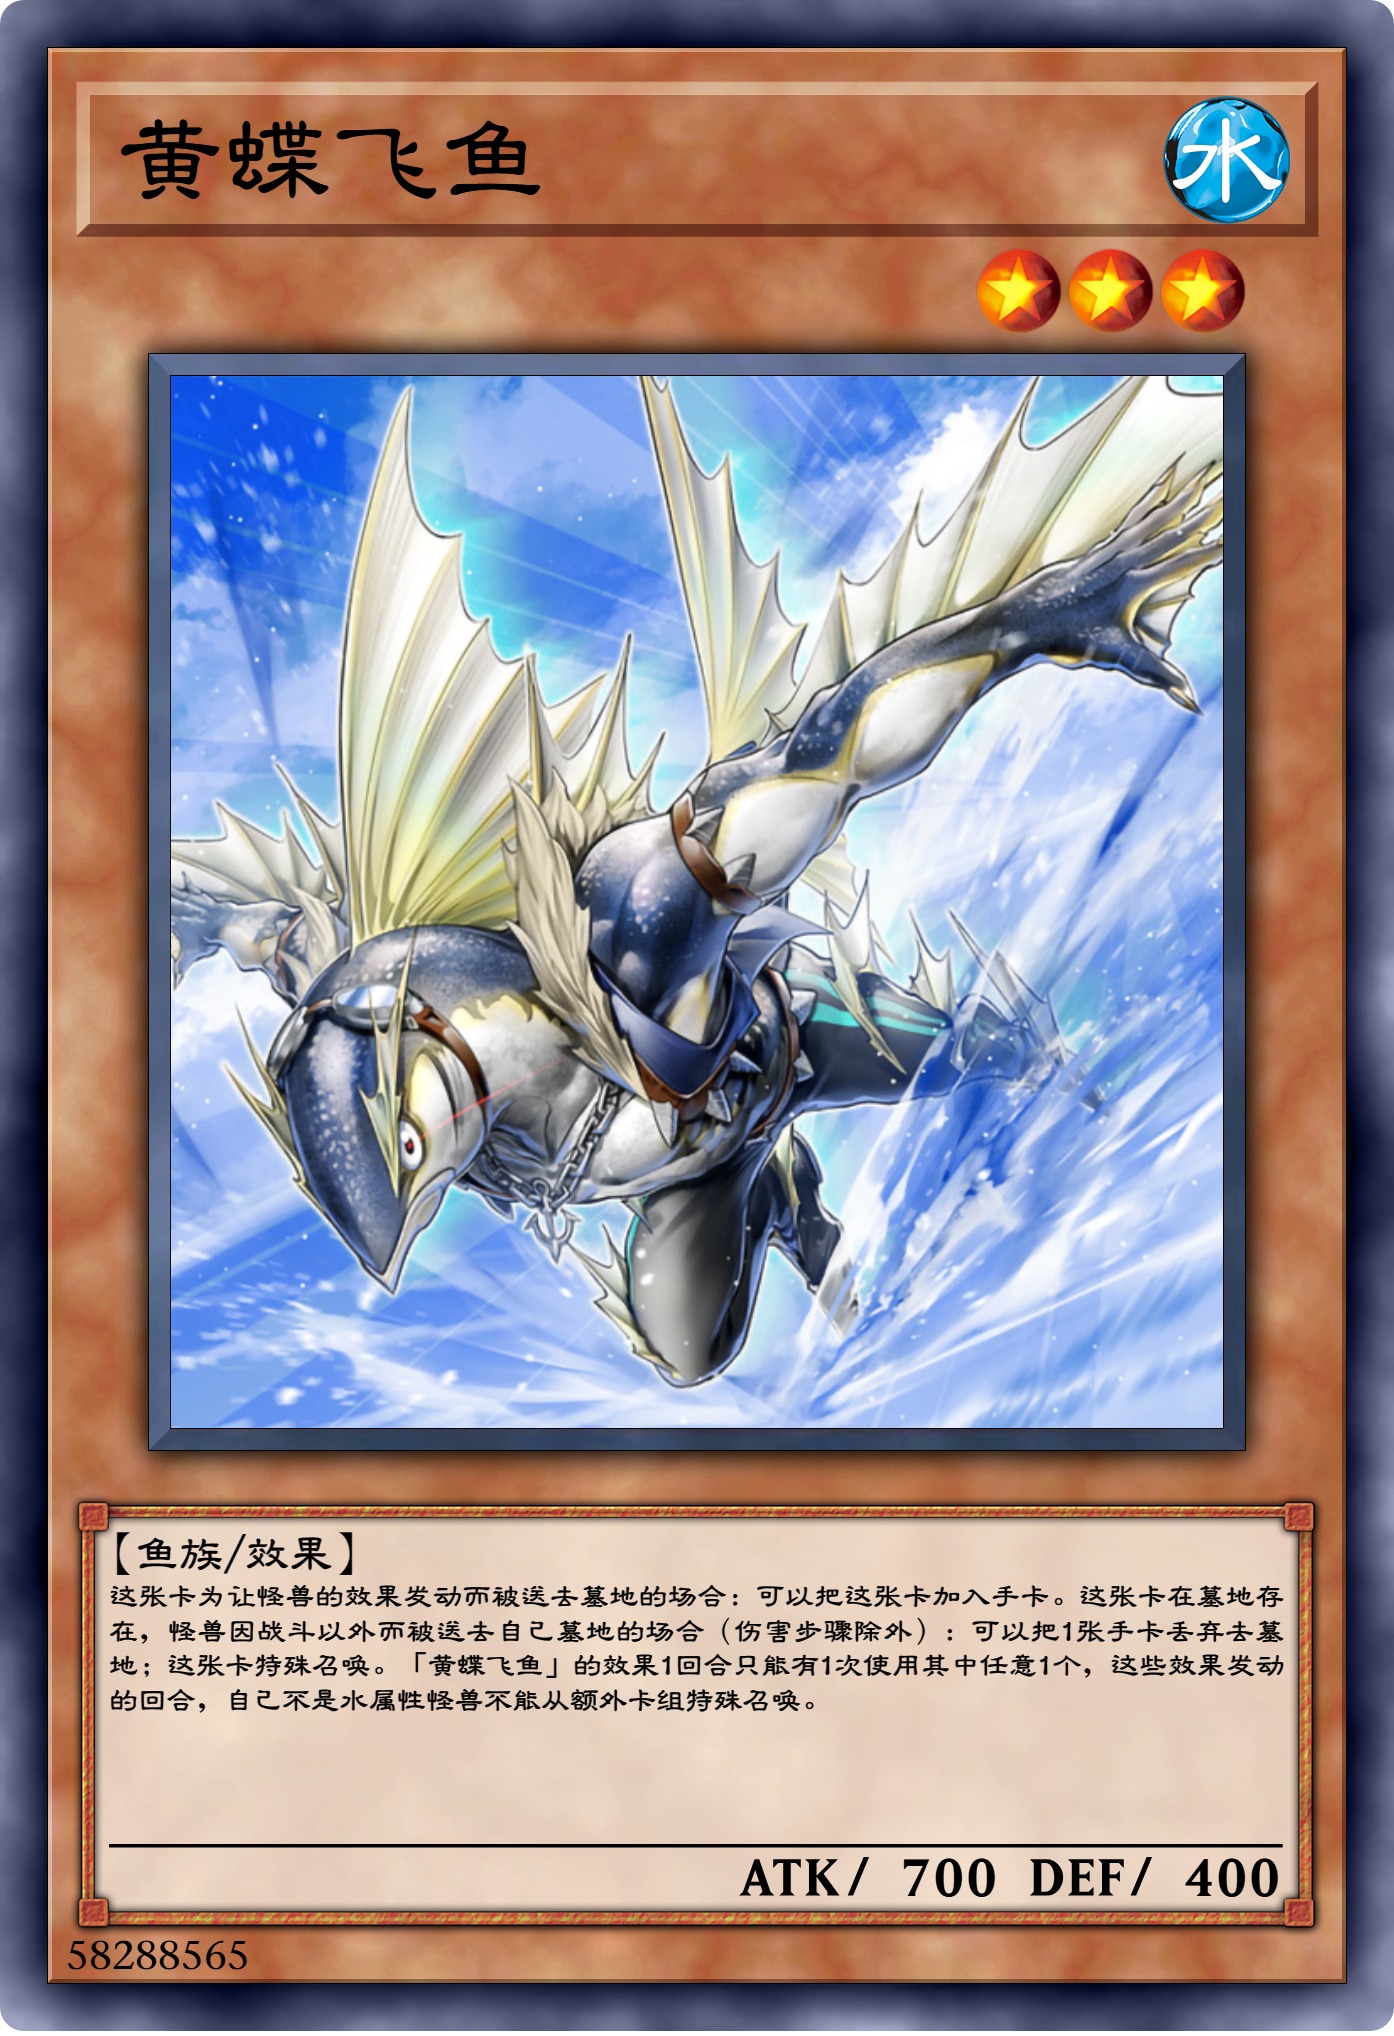 黄蝶飞鱼
水
【鱼族/效果】
这张卡为让怪兽的效果发动而被送去墓地的场合：可以把这张卡加入手卡。这张卡在墓地存
在，怪兽因战斗以外而被送去自己墓地的场合（伤害步骤除外）：可以把1张手卡丢弃去墓
地；这张卡特殊召唤。「黄蝶飞鱼」的效果1回合只能有1次使用其中任意1个，这些效果发动
的回合，自己不是水属性怪兽不能从额外卡组特殊召唤。
ATK/ 700 DEF/ 400
58288565